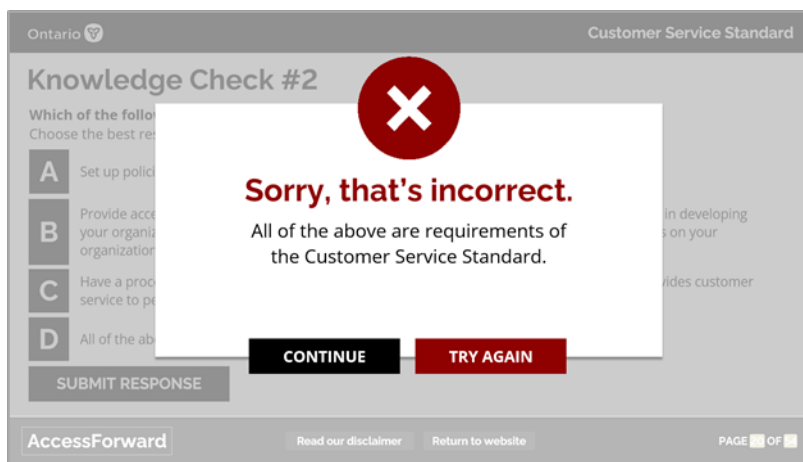 Ontario
Customer Service Standard
Knowledge Check #2
Which of the follo
Choose the best re
A
Set up polici
B
Provide acce
in developing
your organiz
s on your
organization
C
Have a proc
vides customer
service to pe
D
All of the ab
Sorry, that's incorrect.
All of the above are requirements of
the Customer Service Standard.
CONTINUE
TRY AGAIN
SUBMIT RESPONSE
AccessForward
Read our disclaimer
Return to website
PAGE 20 OF